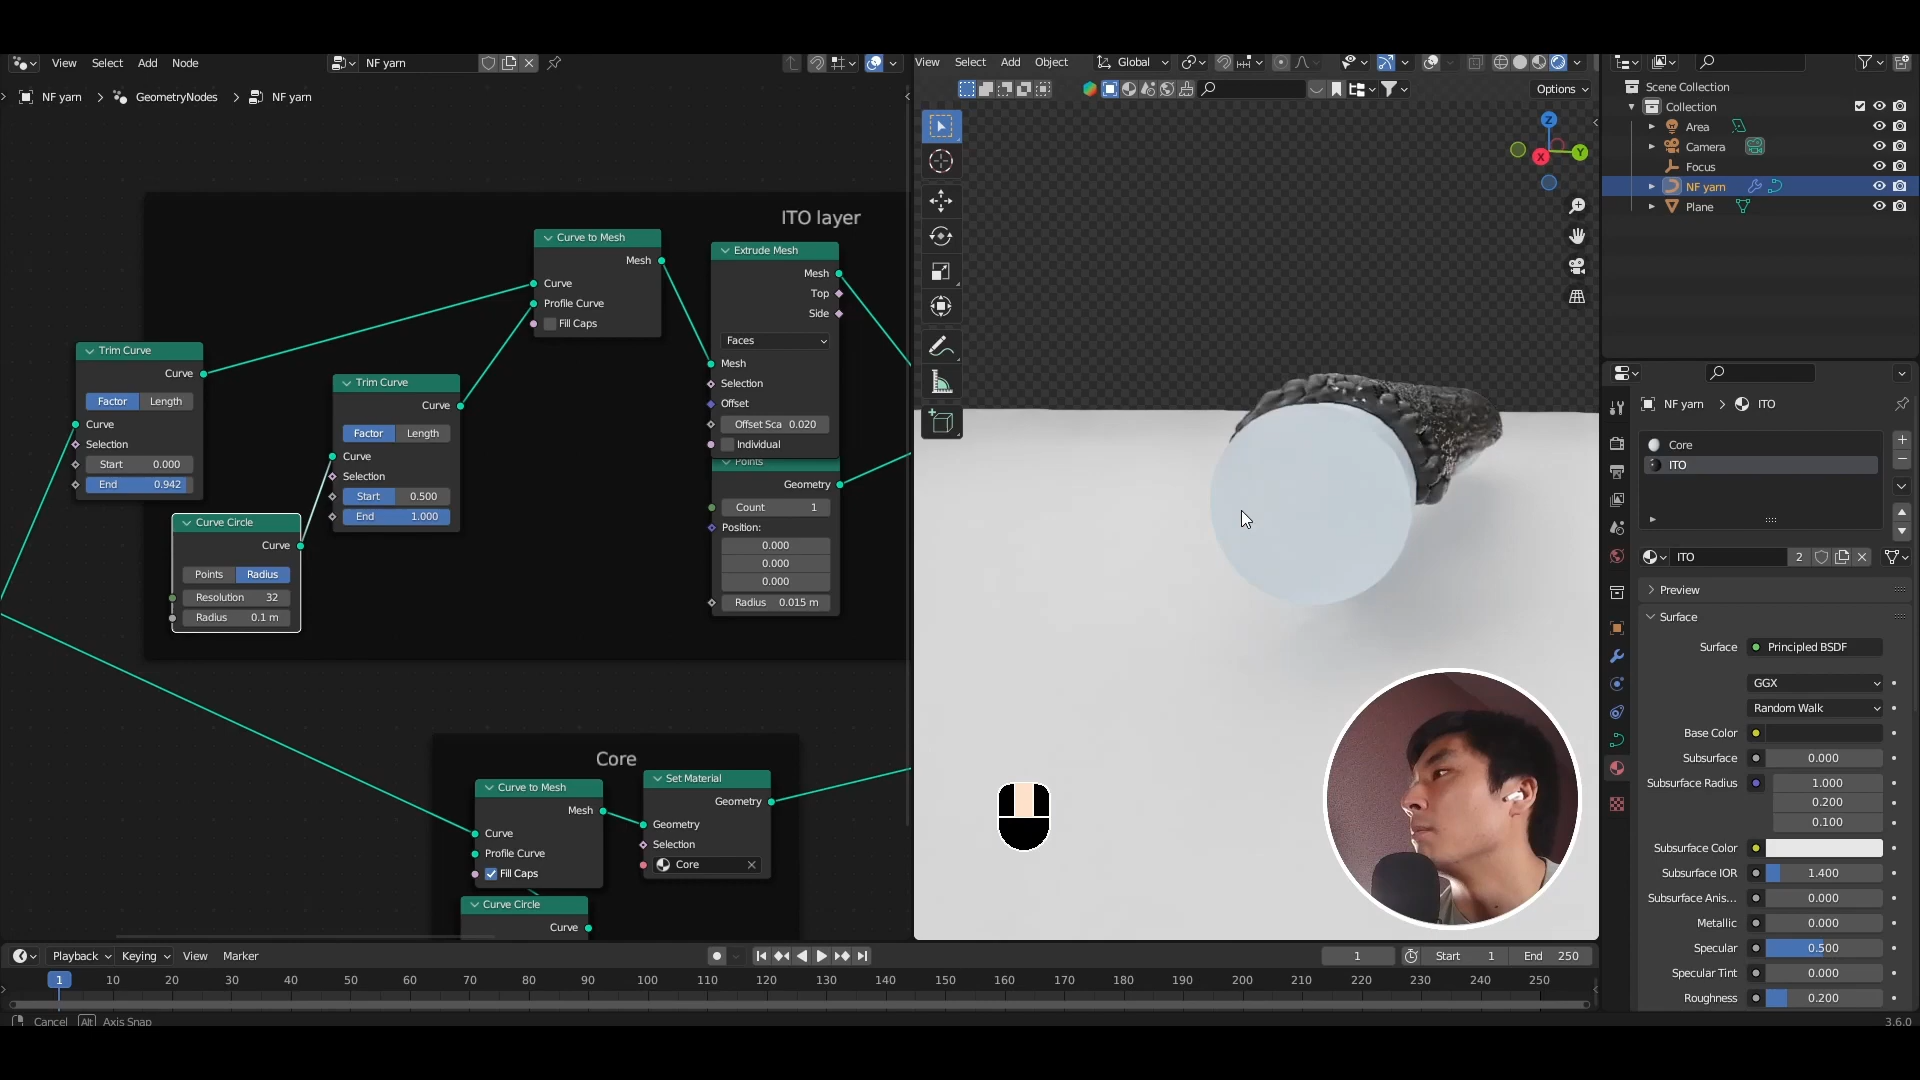 View Select Add Node NF yarn
View Select Add Object Global
NF yarn > GeometryNodes > NF yarn
Options
Scene Collection
Collection
Area
Camera
Focus
NF yarn
Plane
ITO layer
Curve to Mesh
Mesh
Curve
Profile Curve
Fill Caps
Extrude Mesh
Mesh
Top
Side
Faces
Mesh
Selection
Offset
Offset Sca 0.020
Individual
Points
Geometry
Count 1
Position:
0.000
0.000
0.000
Radius 0.015 m
Trim Curve
Curve
Factor Length
Curve
Selection
Start 0.000
End 0.942
Trim Curve
Curve
Factor Length
Curve
Selection
Start 0.500
End 1.000
Curve Circle
Curve
Points Radius
Resolution 32
Radius 0.1 m
Core
Curve to Mesh
Mesh
Curve
Profile Curve
Fill Caps
Set Material
Geometry
Geometry
Selection
Core
Curve Circle
Curve
Z
X
Y
NF yarn > ITO
Core
ITO
ITO 2
Preview
Surface
Surface Principled BSDF
GGX
Random Walk
Base Color
Subsurface 0.000
Subsurface Radius 1.000
0.200
0.100
Subsurface Color
Subsurface IOR 1.400
Subsurface Anis... 0.000
Metallic 0.000
Specular 0.500
Specular Tint 0.000
Roughness 0.200
Playback Keying View Marker 1 Start 1 End 250
1 10 20 30 40 50 60 70 80 90 100 110 120 130 140 150 160 170 180 190 200 210 220 230 240 250
Cancel Alt Axis Snap 3.6.0